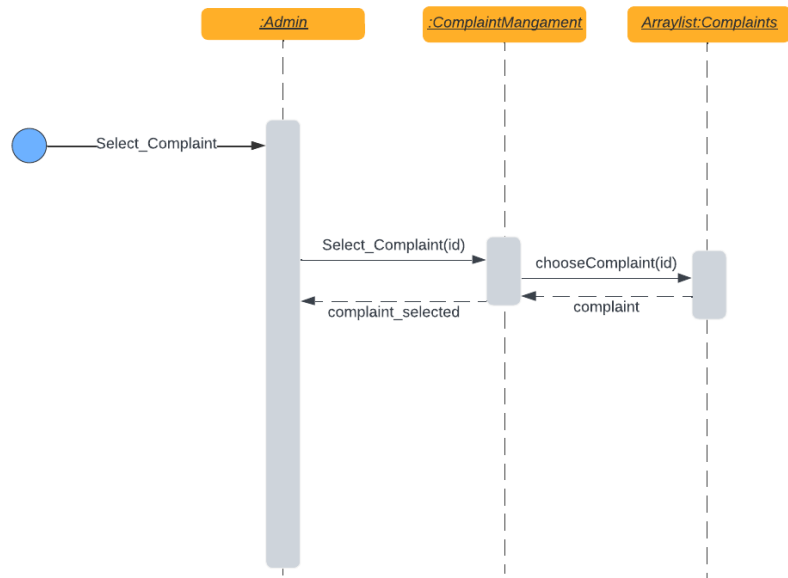 :Admin
:ComplaintMangament
Arraylist:Complaints
Select_Complaint
Select_Complaint(id)
chooseComplaint(id)
complaint_selected
complaint